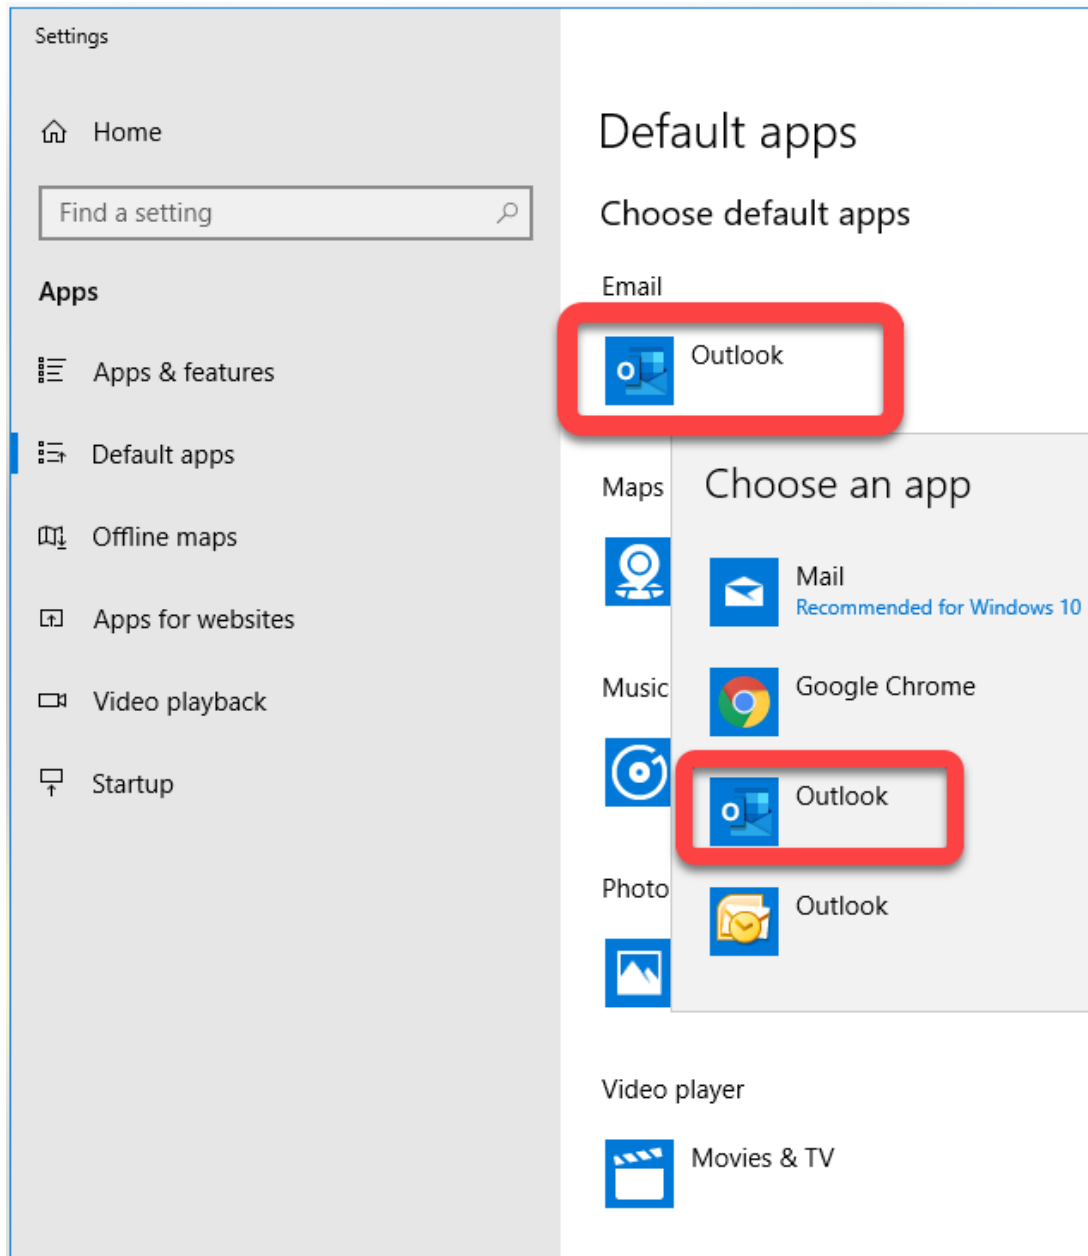 Settings
Home
Find a setting
Apps
Apps & features
Default apps
Offline maps
Apps for websites
Video playback
Startup
Default apps
Choose default apps
Email
Outlook
Maps
Choose an app
Mail
Recommended for Windows 10
Google Chrome
Outlook
Outlook
Music
Photo
Video player
Movies & TV